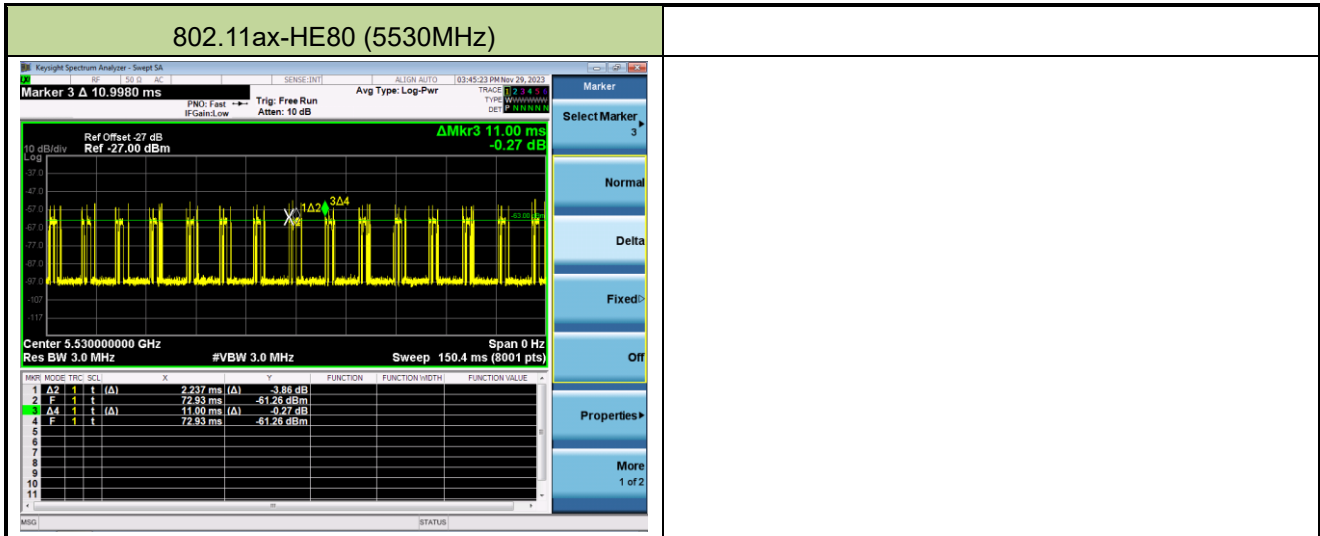 802.11ax-HE80 (5530MHz)
Keysight Spectrum Analyzer - Swept SA
RF 50 Ω AC SENSE:INT ALIGN AUTO 03:45:23 PM Nov 29, 2023
Marker 3 Δ 10.9980 ms
PNO: Fast
IFGain:Low
Trig: Free Run
Atten: 10 dB
Avg Type: Log-Pwr
TRACE 1 2 3 4 5 6
TYPE WWWWWW
DET P N N N N N
Marker
Select Marker
3
Normal
Delta
Fixed
Off
Properties
More
1 of 2
ΔMkr3 11.00 ms
-0.27 dB
Ref Offset -27 dB
10 dB/div Ref -27.00 dBm
Log
-37.0
-47.0
-57.0
-67.0
-77.0
-87.0
-97.0
-107
-117
1Δ2
3Δ4
-63.00 dBm
Center 5.530000000 GHz Span 0 Hz
Res BW 3.0 MHz #VBW 3.0 MHz Sweep 150.4 ms (8001 pts)
MKR MODE TRC SCL X Y FUNCTION FUNCTION WIDTH FUNCTION VALUE
1 Δ2 1 t (Δ) 2.237 ms (Δ) -3.86 dB
2 F 1 t 72.93 ms -61.26 dBm
3 Δ4 1 t (Δ) 11.00 ms (Δ) -0.27 dB
4 F 1 t 72.93 ms -61.26 dBm
5
6
7
8
9
10
11
MSG STATUS